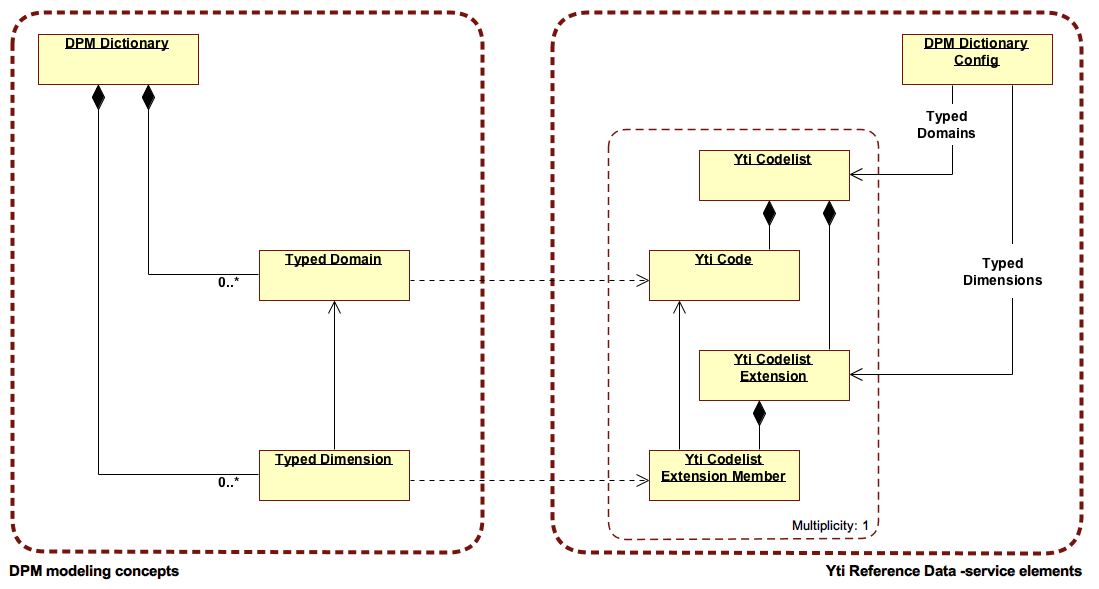 DPM Dictionary
DPM Dictionary
Config
Typed
Domains
Yti Codelist
Typed Domain
0..*
Yti Code
Typed
Dimensions
Yti Codelist
Extension
Typed Dimension
0..*
Yti Codelist
Extension Member
Multiplicity: 1
DPM modeling concepts
Yti Reference Data -service elements